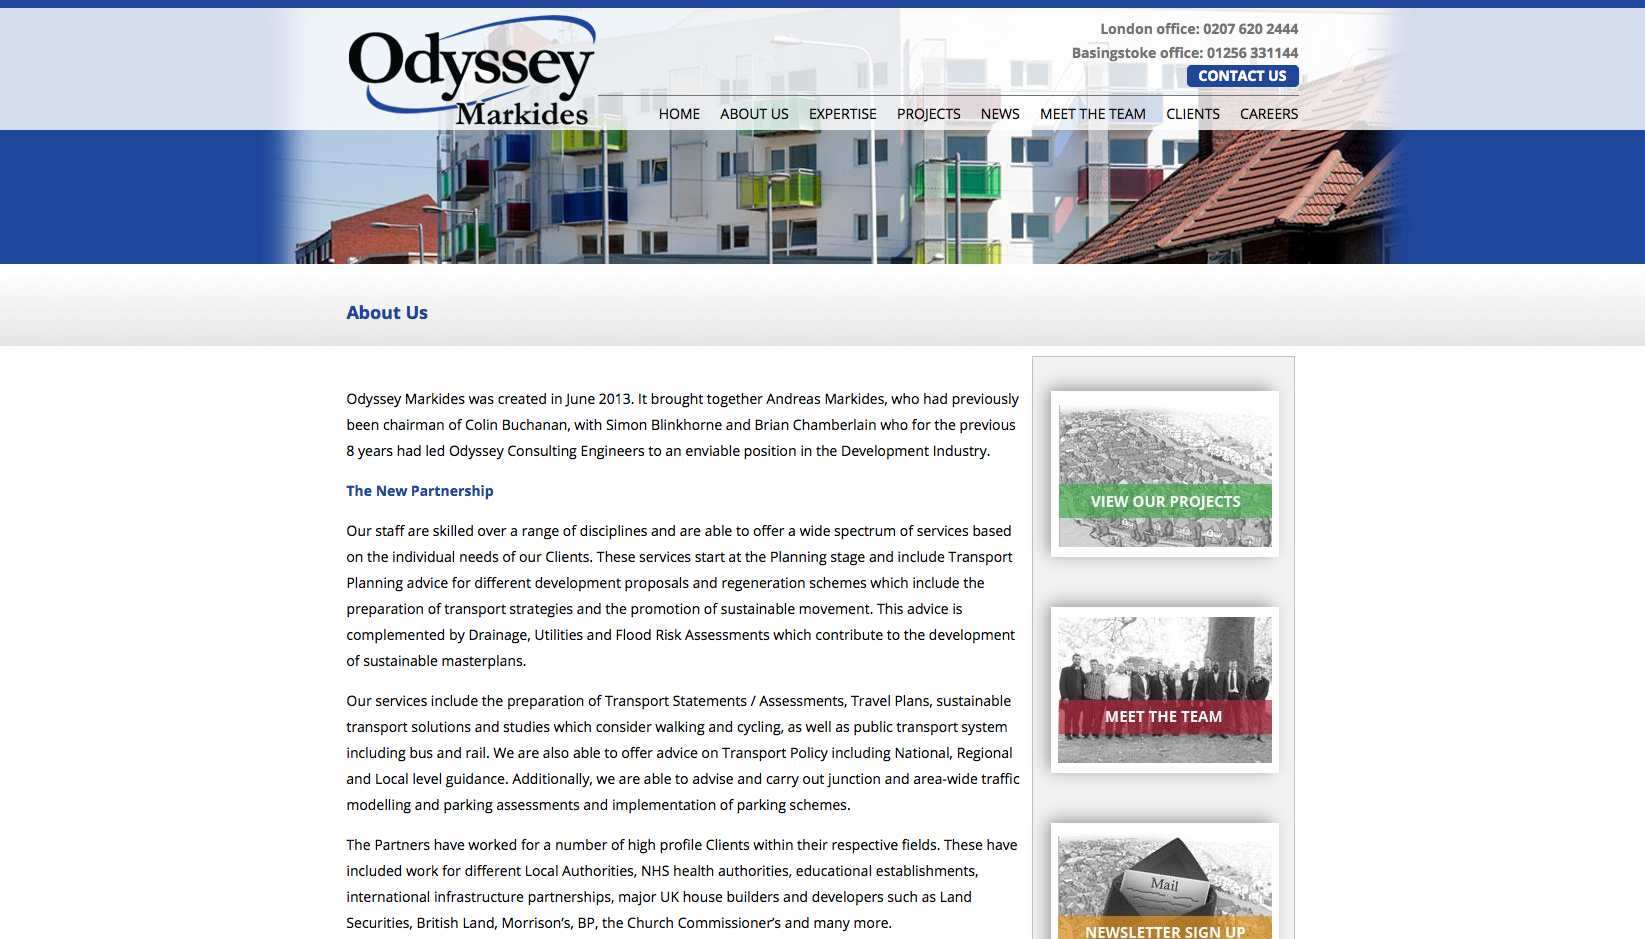 Odyssey
Markides
London office: 0207 620 2444
Basingstoke office: 01256 331144
CONTACT US
HOME ABOUT US EXPERTISE PROJECTS NEWS MEET THE TEAM CLIENTS CAREERS
About Us
Odyssey Markides was created in June 2013. It brought together Andreas Markides, who had previously
been chairman of Colin Buchanan, with Simon Blinkhorne and Brian Chamberlain who for the previous
8 years had led Odyssey Consulting Engineers to an enviable position in the Development Industry.
The New Partnership
Our staff are skilled over a range of disciplines and are able to offer a wide spectrum of services based
on the individual needs of our Clients. These services start at the Planning stage and include Transport
Planning advice for different development proposals and regeneration schemes which include the
preparation of transport strategies and the promotion of sustainable movement. This advice is
complemented by Drainage, Utilities and Flood Risk Assessments which contribute to the development
of sustainable masterplans.
Our services include the preparation of Transport Statements / Assessments, Travel Plans, sustainable
transport solutions and studies which consider walking and cycling, as well as public transport system
including bus and rail. We are also able to offer advice on Transport Policy including National, Regional
and Local level guidance. Additionally, we are able to advise and carry out junction and area-wide traffic
modelling and parking assessments and implementation of parking schemes.
The Partners have worked for a number of high profile Clients within their respective fields. These have
included work for different Local Authorities, NHS health authorities, educational establishments,
international infrastructure partnerships, major UK house builders and developers such as Land
Securities, British Land, Morrison's, BP, the Church Commissioner's and many more.
VIEW OUR PROJECTS
MEET THE TEAM
Mail
NEWSLETTER SIGN UP